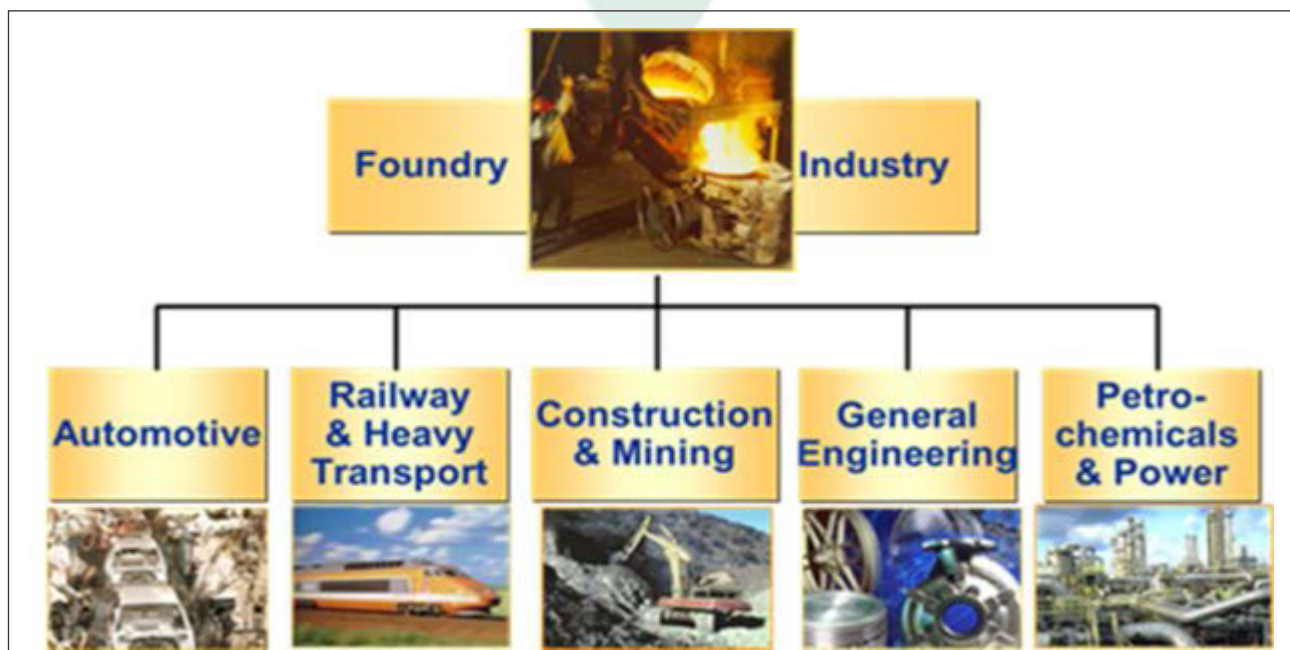 Foundry Industry
Automotive
Railway
& Heavy
Transport
Construction
& Mining
General
Engineering
Petro-
chemicals
& Power